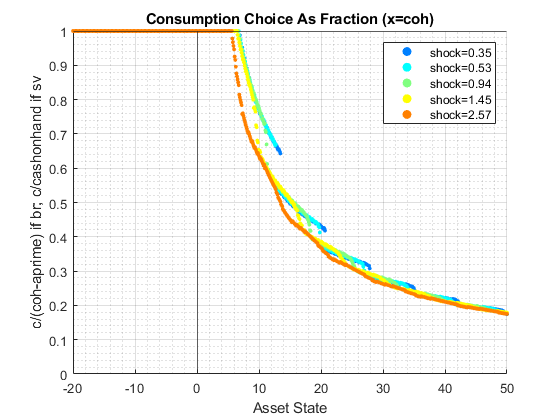 Consumption Choice As Fraction (x=coh)
c/(coh-aprime) if br, c/cashonhand if sv
1
0.9
0.8
0.7
0.6
0.5
0.4
0.3
0.2
0.1
0
shock=0.35
shock=0.53
shock=0.94
shock=1.45
shock=2.57
-20 -10 0 10 20 30 40 50
Asset State